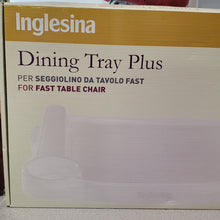 Inglesina
Dining Tray Plus
PER SEGGIOLINO DA TAVOLO FAST
FOR FAST TABLE CHAIR